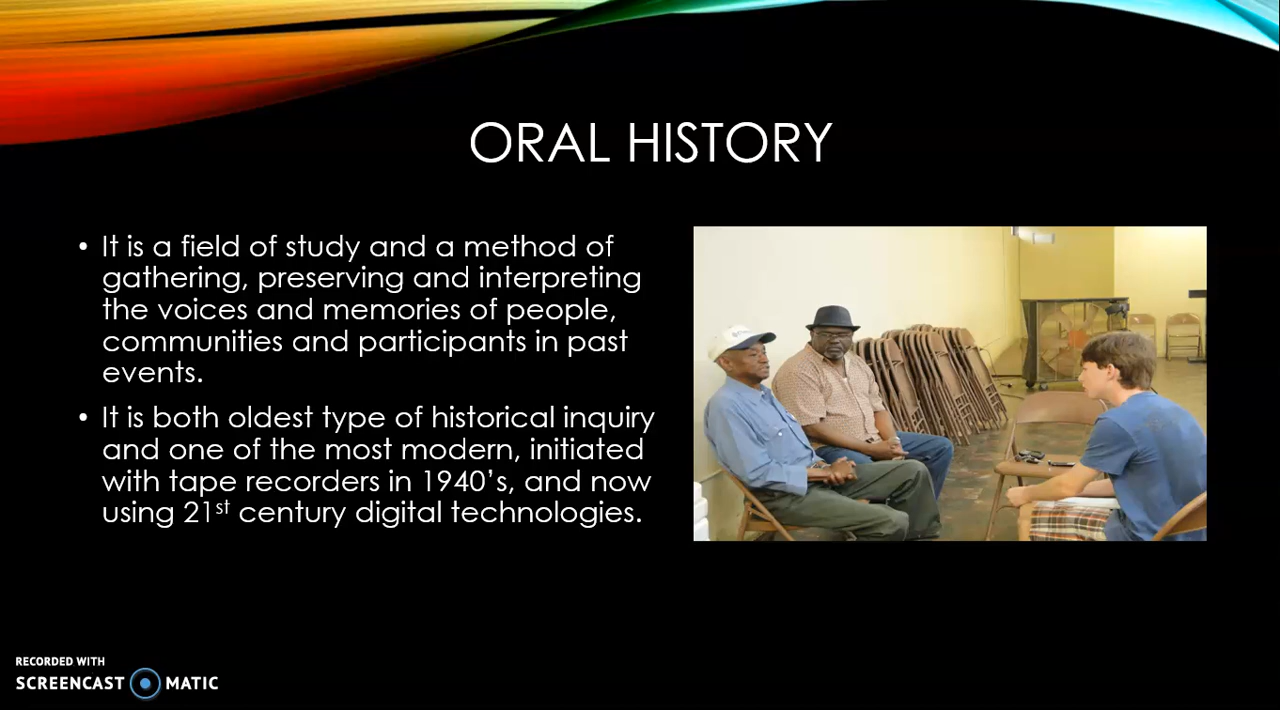 ORAL HISTORY
• It is a field of study and a method of
gathering, preserving and interpreting
the voices and memories of people,
communities and participants in past
events.
• It is both oldest type of historical inquiry
and one of the most modern, initiated
with tape recorders in 1940's, and now
using 21st century digital technologies.
RECORDED WITH
SCREENCAST MATIC